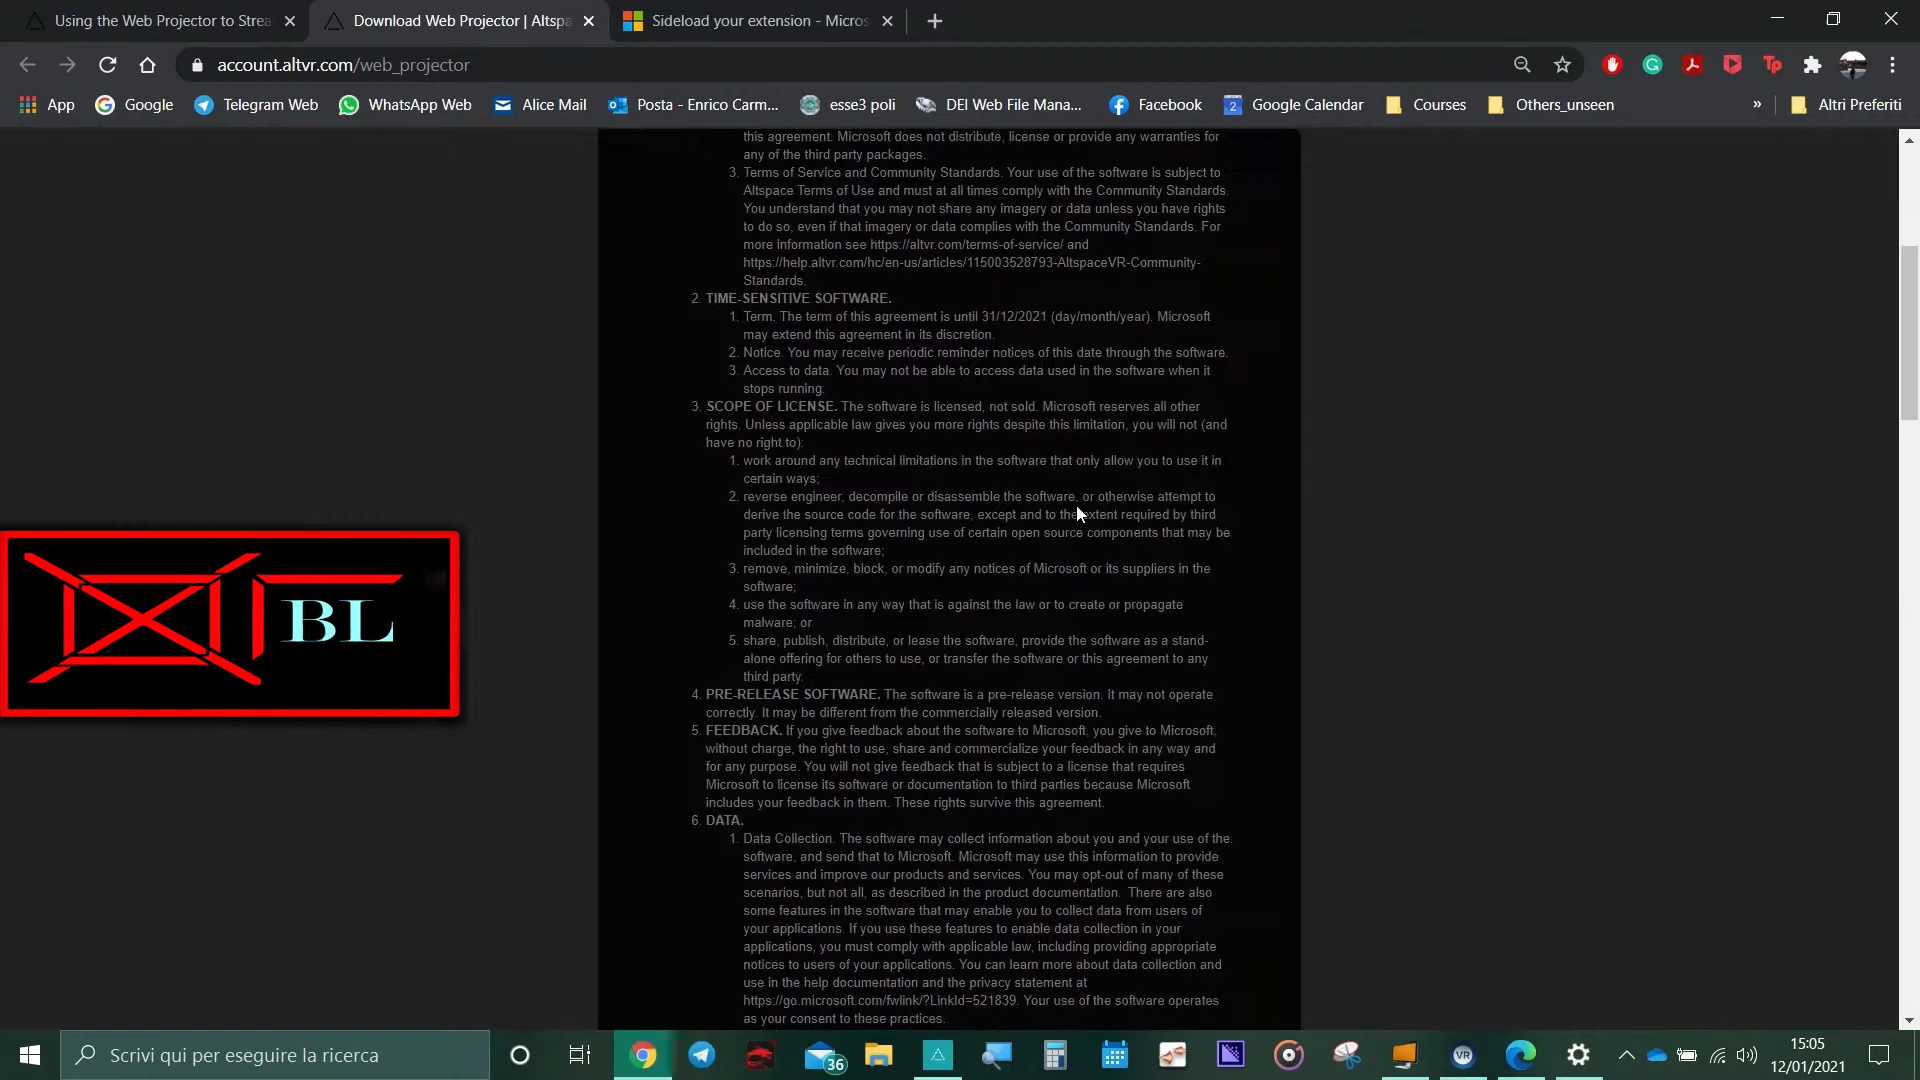 Using the Web Projector to Strea
Download Web Projector | Altspa
Sideload your extension - Micros
account.altvr.com/web_projector
App
Google
Telegram Web
WhatsApp Web
Alice Mail
Posta - Enrico Carm...
esse3 poli
DEI Web File Mana...
Facebook
Google Calendar
Courses
Others_unseen
»
Altri Preferiti
this agreement. Microsoft does not distribute, license or provide any warranties for
any of the third party packages.
3. Terms of Service and Community Standards. Your use of the software is subject to
Altspace Terms of Use and must at all times comply with the Community Standards.
You understand that you may not share any imagery or data unless you have rights
to do so, even if that imagery or data complies with the Community Standards. For
more information see https://altvr.com/terms-of-service/ and
https://help.altvr.com/hc/en-us/articles/115003528793-AltspaceVR-Community-
Standards.
2. TIME-SENSITIVE SOFTWARE.
1. Term. The term of this agreement is until 31/12/2021 (day/month/year). Microsoft
may extend this agreement in its discretion.
2. Notice. You may receive periodic reminder notices of this date through the software.
3. Access to data. You may not be able to access data used in the software when it
stops running.
3. SCOPE OF LICENSE. The software is licensed, not sold. Microsoft reserves all other
rights. Unless applicable law gives you more rights despite this limitation, you will not (and
have no right to):
1. work around any technical limitations in the software that only allow you to use it in
certain ways;
2. reverse engineer, decompile or disassemble the software, or otherwise attempt to
derive the source code for the software, except and to the extent required by third
party licensing terms governing use of certain open source components that may be
included in the software;
3. remove, minimize, block, or modify any notices of Microsoft or its suppliers in the
software;
4. use the software in any way that is against the law or to create or propagate
malware; or
5. share, publish, distribute, or lease the software, provide the software as a stand-
alone offering for others to use, or transfer the software or this agreement to any
third party.
4. PRE-RELEASE SOFTWARE. The software is a pre-release version. It may not operate
correctly. It may be different from the commercially released version.
5. FEEDBACK. If you give feedback about the software to Microsoft, you give to Microsoft,
without charge, the right to use, share and commercialize your feedback in any way and
for any purpose. You will not give feedback that is subject to a license that requires
Microsoft to license its software or documentation to third parties because Microsoft
includes your feedback in them. These rights survive this agreement.
6. DATA.
1. Data Collection. The software may collect information about you and your use of the
software, and send that to Microsoft. Microsoft may use this information to provide
services and improve our products and services. You may opt-out of many of these
scenarios, but not all, as described in the product documentation. There are also
some features in the software that may enable you to collect data from users of
your applications. If you use these features to enable data collection in your
applications, you must comply with applicable law, including providing appropriate
notices to users of your applications. You can learn more about data collection and
use in the help documentation and the privacy statement at
https://go.microsoft.com/fwlink/?LinkId=521839. Your use of the software operates
as your consent to these practices.
BL
Scrivi qui per eseguire la ricerca
36
VR
15:05
12/01/2021